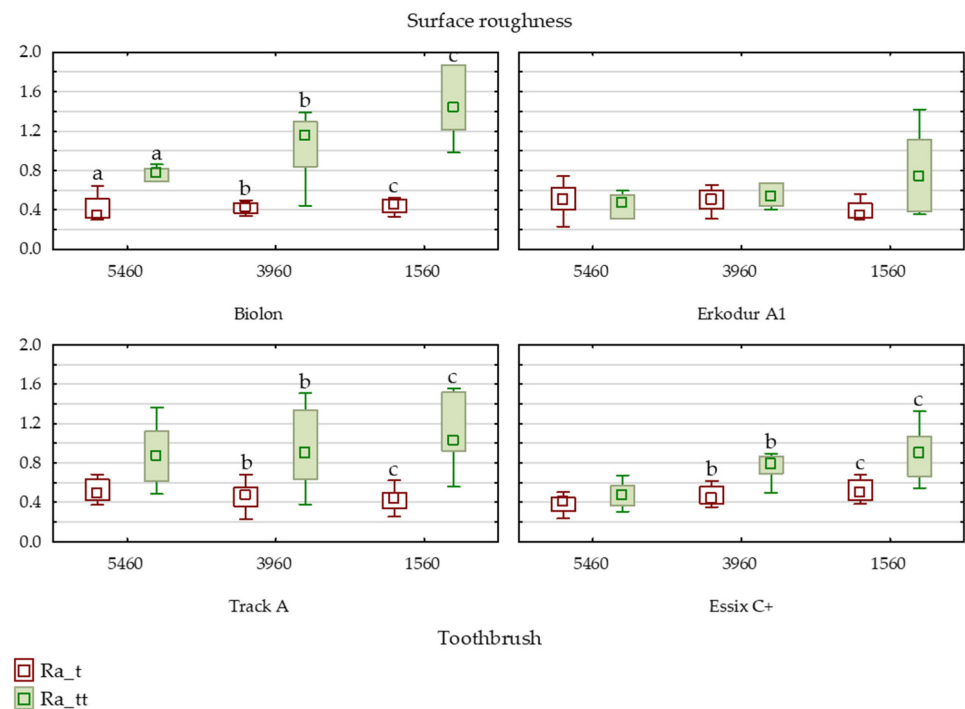 Surface roughness
2.0
1.6
1.2
0.8
0.4
0.0
a a b b c c
5460 3960 1560 5460 3960 1560
Biolon Erkodur A1
2.0
1.6
1.2
0.8
0.4
0.0
b b c c b b c c
5460 3960 1560 5460 3960 1560
Track A Essix C+
Toothbrush
Ra_t
Ra_tt